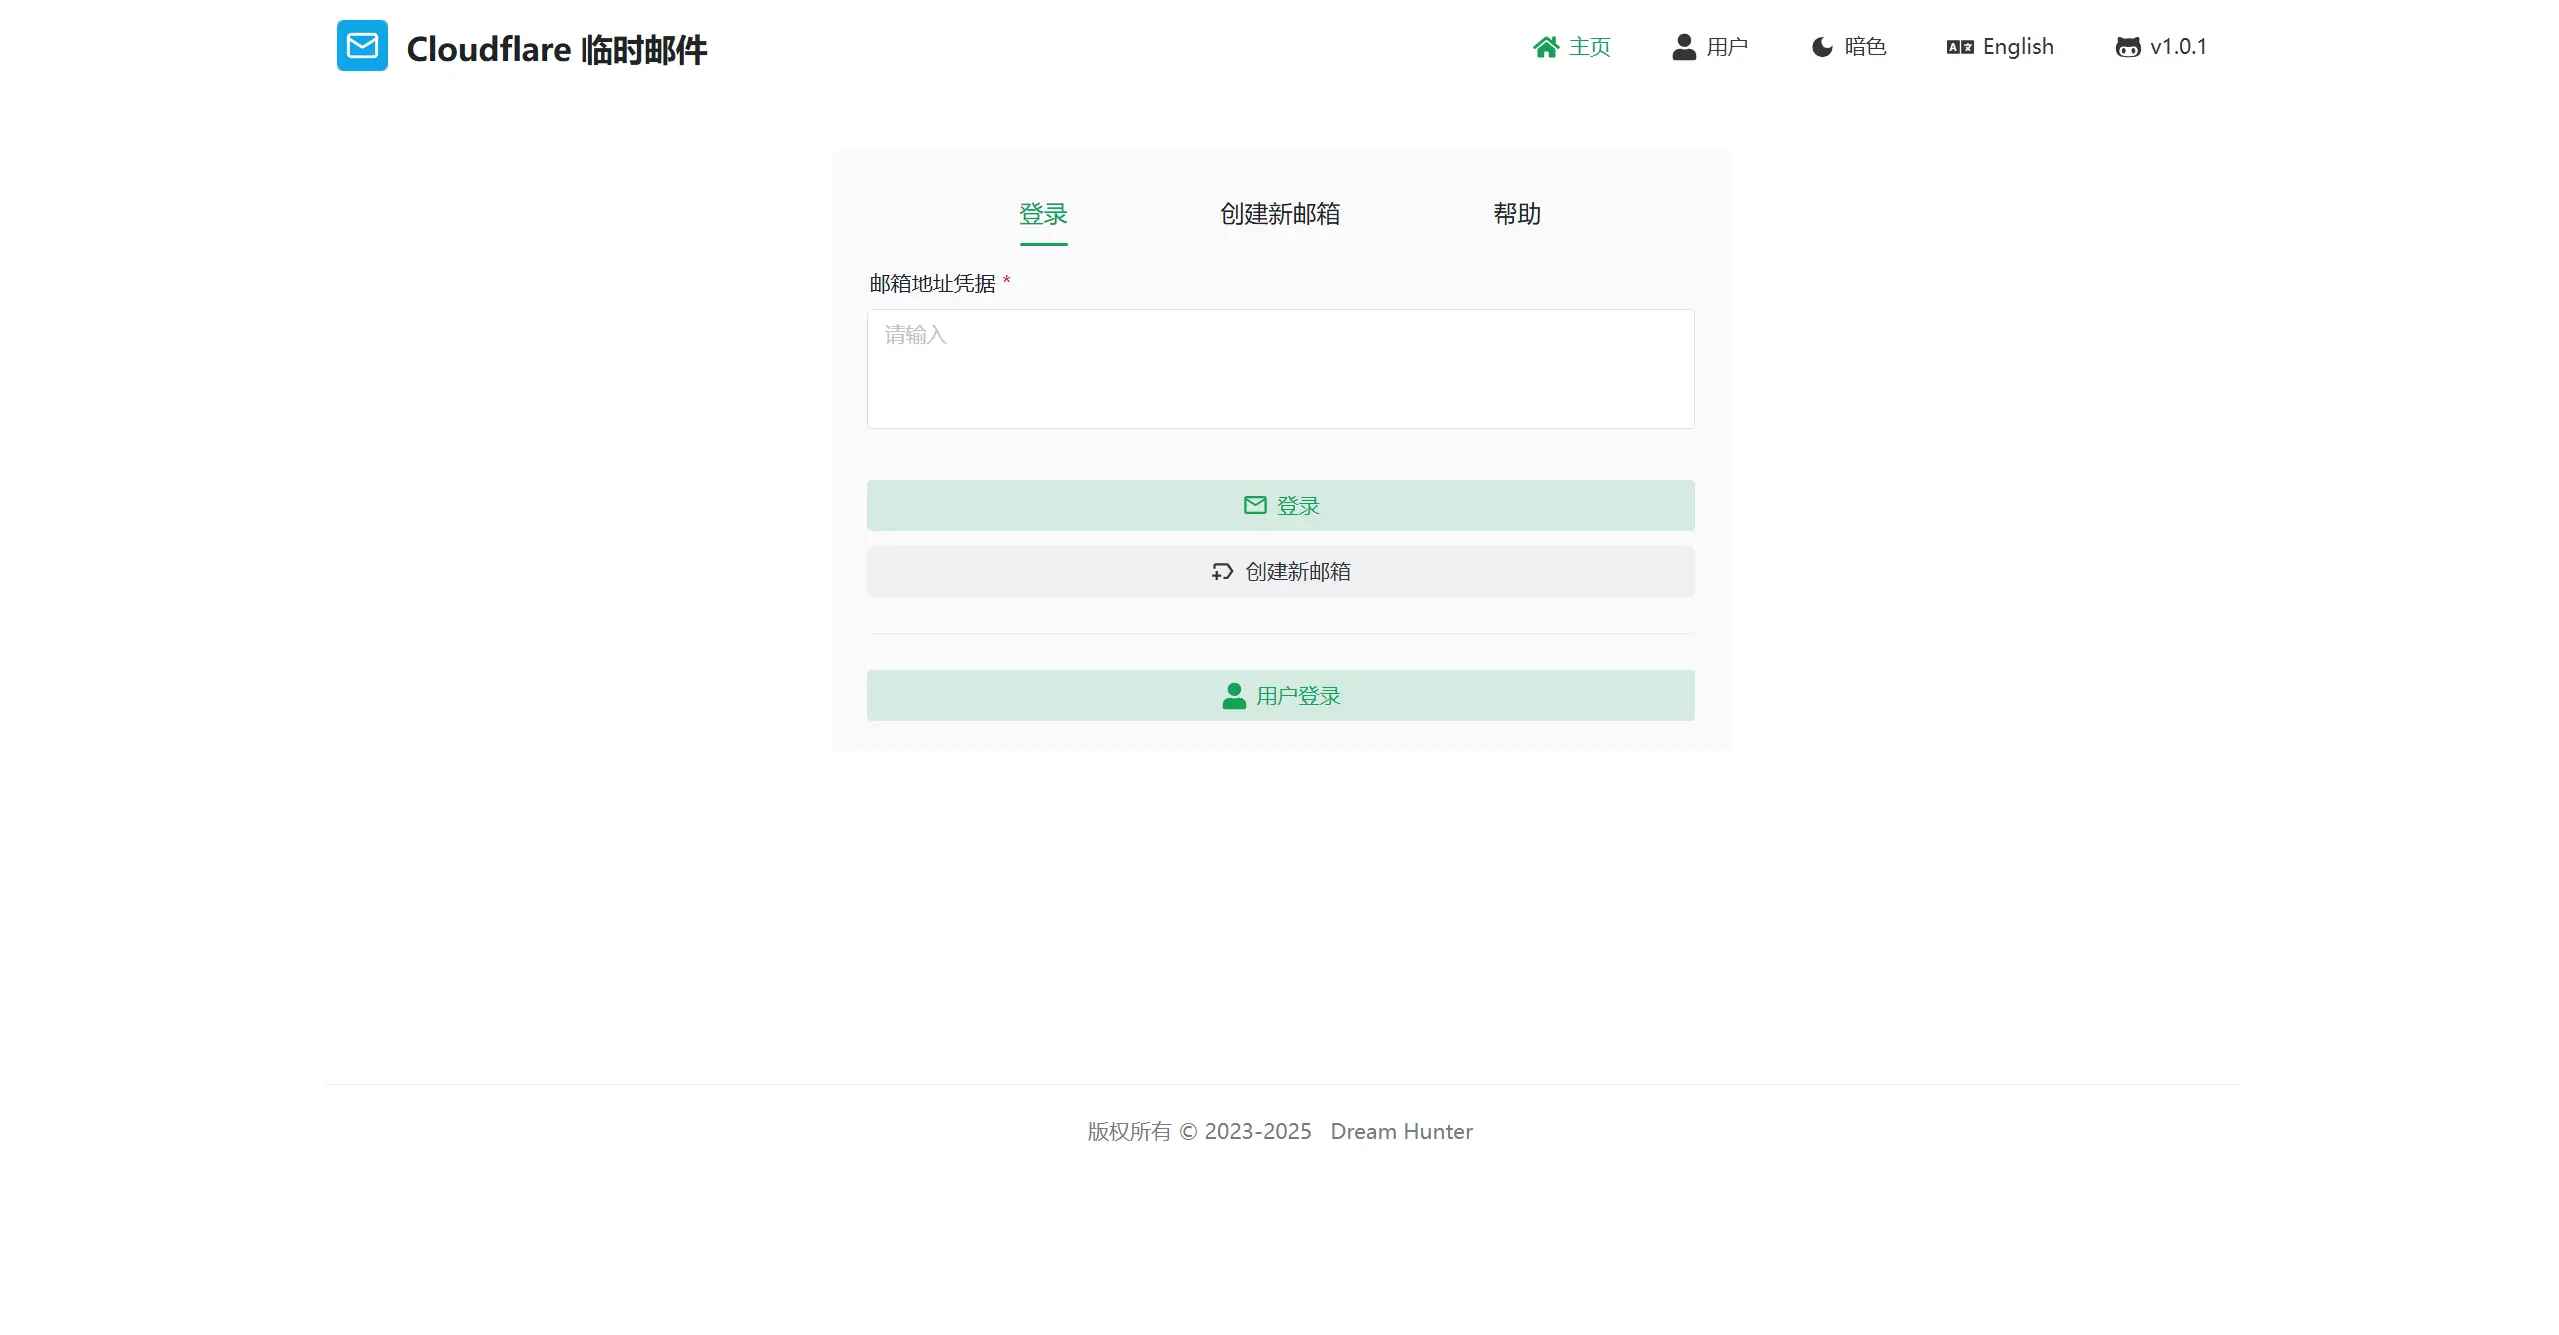 Cloudflare 临时邮件
主页 用户 暗色 English v1.0.1
登录 创建新邮箱 帮助
邮箱地址凭据 *
请输入
登录
创建新邮箱
用户登录
版权所有 © 2023-2025 Dream Hunter